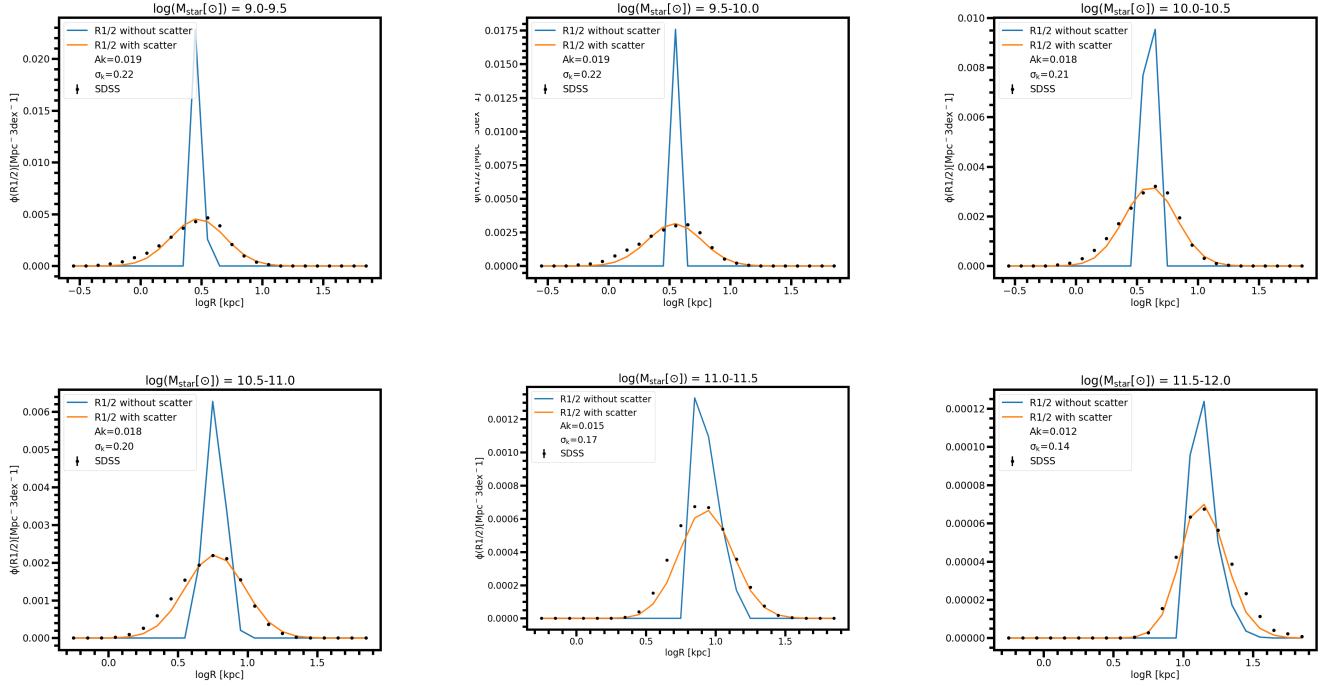 log(Mstar[⊙]) = 9.0-9.5
R1/2 without scatter
R1/2 with scatter
Ak=0.019
σk=0.22
SDSS
ϕ(R1/2)[Mpc−3dex−1]
0.020
0.015
0.010
0.005
0.000
−0.5
0.0
0.5
1.0
1.5
logR [kpc]
log(Mstar[⊙]) = 9.5-10.0
R1/2 without scatter
R1/2 with scatter
Ak=0.019
σk=0.22
SDSS
3dex−1]
0.0175
0.0150
0.0125
0.0100
0.0075
0.0050
0.0025
0.0000
−0.5
0.0
0.5
1.0
1.5
logR [kpc]
log(Mstar[⊙]) = 10.0-10.5
R1/2 without scatter
R1/2 with scatter
Ak=0.018
σk=0.21
SDSS
ϕ(R1/2)[Mpc−3dex−1]
0.010
0.008
0.006
0.004
0.002
0.000
−0.5
0.0
0.5
1.0
1.5
logR [kpc]
log(Mstar[⊙]) = 10.5-11.0
R1/2 without scatter
R1/2 with scatter
Ak=0.018
σk=0.20
SDSS
ϕ(R1/2)[Mpc−3dex−1]
0.006
0.005
0.004
0.003
0.002
0.001
0.000
0.0
0.5
1.0
1.5
logR [kpc]
log(Mstar[⊙]) = 11.0-11.5
R1/2 without scatter
R1/2 with scatter
Ak=0.015
σk=0.17
SDSS
ϕ(R1/2)[Mpc−3dex−1]
0.0012
0.0010
0.0008
0.0006
0.0004
0.0002
0.0000
0.0
0.5
1.0
1.5
logR [kpc]
log(Mstar[⊙]) = 11.5-12.0
R1/2 without scatter
R1/2 with scatter
Ak=0.012
σk=0.14
SDSS
ϕ(R1/2)[Mpc−3dex−1]
0.00012
0.00010
0.00008
0.00006
0.00004
0.00002
0.00000
0.0
0.5
1.0
1.5
logR [kpc]